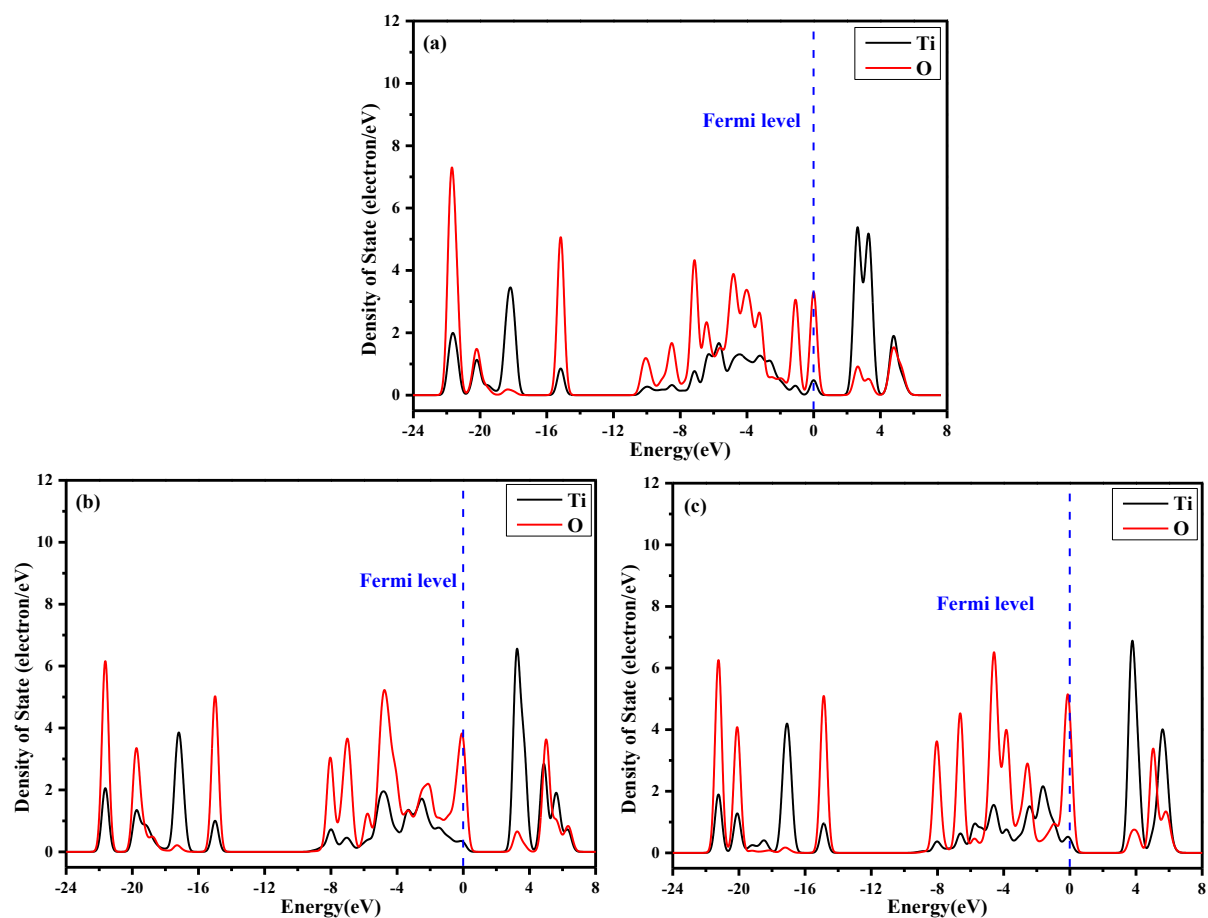 (a)
Ti
O
Fermi level
Density of State (electron/eV)
12
10
8
6
4
2
0
-24 -20 -16 -12 -8 -4 0 4 8
Energy(eV)
(b)
Ti
O
Fermi level
Density of State (electron/eV)
12
10
8
6
4
2
0
-24 -20 -16 -12 -8 -4 0 4 8
Energy(eV)
(c)
Ti
O
Fermi level
Density of State (electron/eV)
12
10
8
6
4
2
0
-24 -20 -16 -12 -8 -4 0 4 8
Energy(eV)